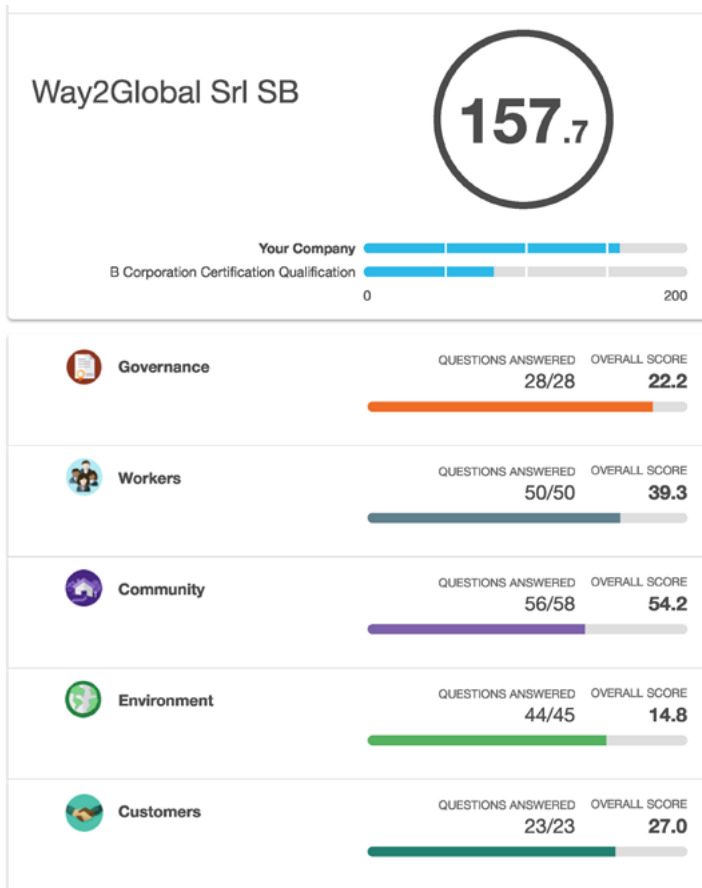 Way2Global Srl SB
157.7
Your Company
B Corporation Certification Qualification
0 200
Governance
QUESTIONS ANSWERED OVERALL SCORE
28/28 22.2
Workers
QUESTIONS ANSWERED OVERALL SCORE
50/50 39.3
Community
QUESTIONS ANSWERED OVERALL SCORE
56/58 54.2
Environment
QUESTIONS ANSWERED OVERALL SCORE
44/45 14.8
Customers
QUESTIONS ANSWERED OVERALL SCORE
23/23 27.0